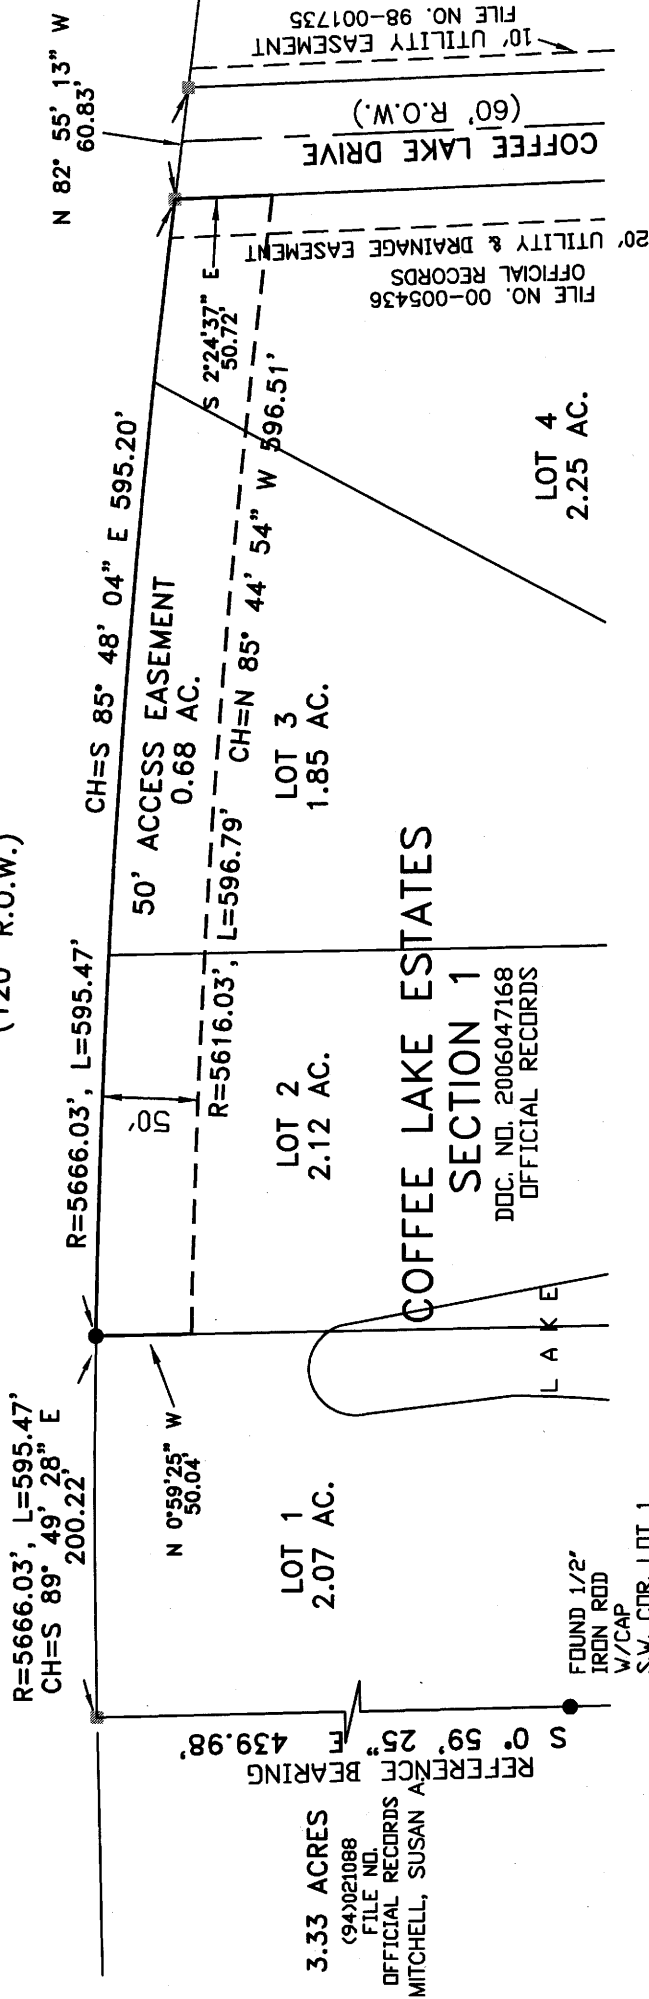 (120' R.O.W.)
R=5666.03', L=595.47'
CH=S 89° 49' 28" E
200.22'
R=5666.03', L=595.47'
CH=S 85° 48' 04" E 595.20'
N 82° 55' 13" W
60.83'
50' ACCESS EASEMENT
0.68 AC.
50'
R=5616.03', L=596.79'
CH=N 85° 44' 54" W 596.51'
S 2°24'37" E
50.72'
N 0°59'25" W
50.04'
LOT 1
2.07 AC.
LOT 2
2.12 AC.
LOT 3
1.85 AC.
LOT 4
2.25 AC.
COFFEE LAKE ESTATES
SECTION 1
DOC. NO. 2006047168
OFFICIAL RECORDS
LAKE
3.33 ACRES
(94)021088
FILE NO.
OFFICIAL RECORDS
MITCHELL, SUSAN A.
REFERENCE BEARING
S 0° 59' 25" E 439.98'
FOUND 1/2"
IRON ROD
W/CAP
S.W. COR. LOT 1
20' UTILITY & DRAINAGE EASEMENT
OFFICIAL RECORDS
FILE NO. 00-005436
COFFEE LAKE DRIVE
(60' R.O.W.)
10' UTILITY EASEMENT
FILE NO. 98-001735